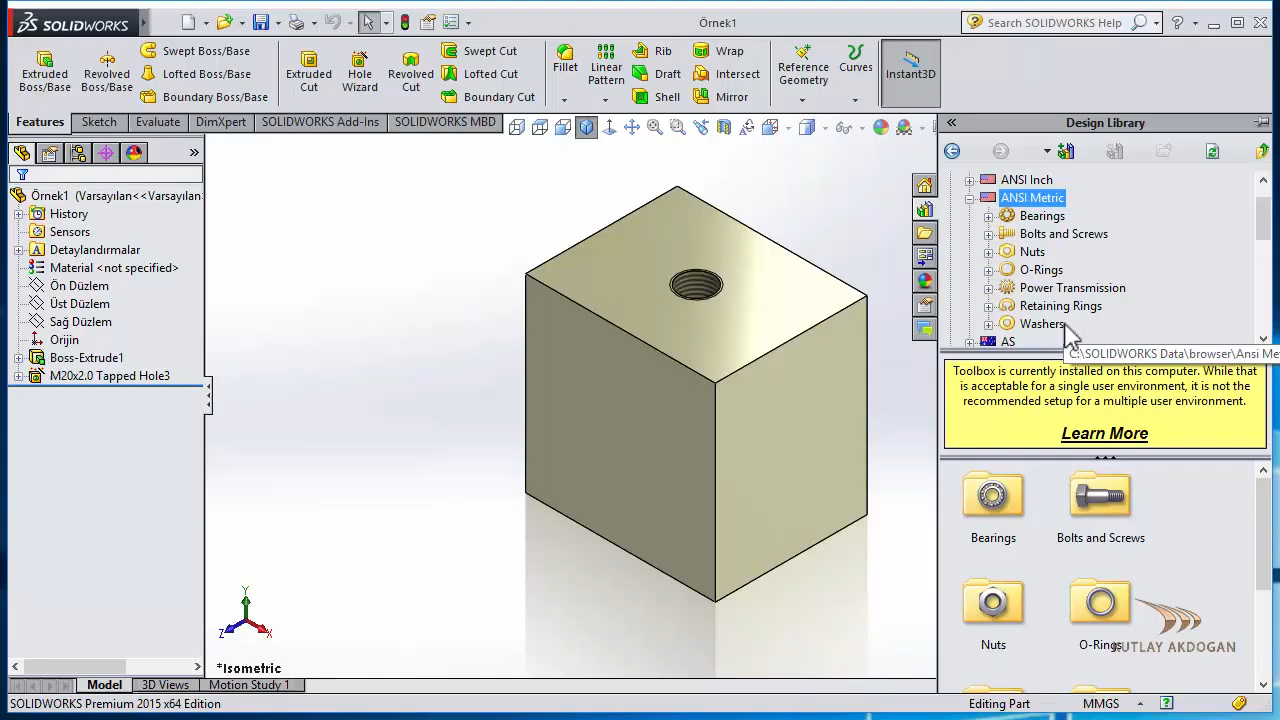 SOLIDWORKS
Örnek1
Search SOLIDWORKS Help
Extruded Boss/Base
Revolved Boss/Base
Swept Boss/Base
Lofted Boss/Base
Boundary Boss/Base
Extruded Cut
Hole Wizard
Revolved Cut
Swept Cut
Lofted Cut
Boundary Cut
Fillet
Linear Pattern
Rib
Draft
Shell
Wrap
Intersect
Mirror
Reference Geometry
Curves
Instant3D
Features
Sketch
Evaluate
DimXpert
SOLIDWORKS Add-Ins
SOLIDWORKS MBD
Örnek1 (Varsayılan<<Varsayılan)
History
Sensors
Detaylandırmalar
Material <not specified>
Ön Düzlem
Üst Düzlem
Sağ Düzlem
Orijin
Boss-Extrude1
M20x2.0 Tapped Hole3
Y
Z
X
*Isometric
Design Library
ANSI Inch
ANSI Metric
Bearings
Bolts and Screws
Nuts
O-Rings
Power Transmission
Retaining Rings
Washers
AS
C:\SOLIDWORKS Data\browser\Ansi Me
Toolbox is currently installed on this computer. While that
is acceptable for a single user environment, it is not the
recommended setup for a multiple user environment.
Learn More
Bearings
Bolts and Screws
Nuts
O-Rings
KUTLAY AKDOGAN
Model
3D Views
Motion Study 1
SOLIDWORKS Premium 2015 x64 Edition
Editing Part
MMGS